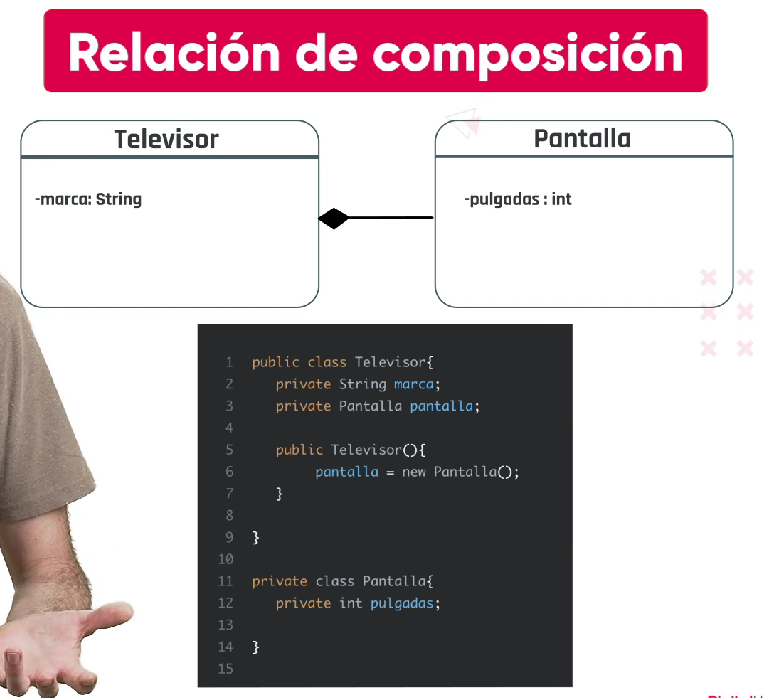 Relación de composición
Televisor
-marca: String
Pantalla
-pulgadas : int
1 public class Televisor{
2 private String marca;
3 private Pantalla pantalla;
4
5 public Televisor(){
6 pantalla = new Pantalla();
7 }
8
9 }
10
11 private class Pantalla{
12 private int pulgadas;
13
14 }
15